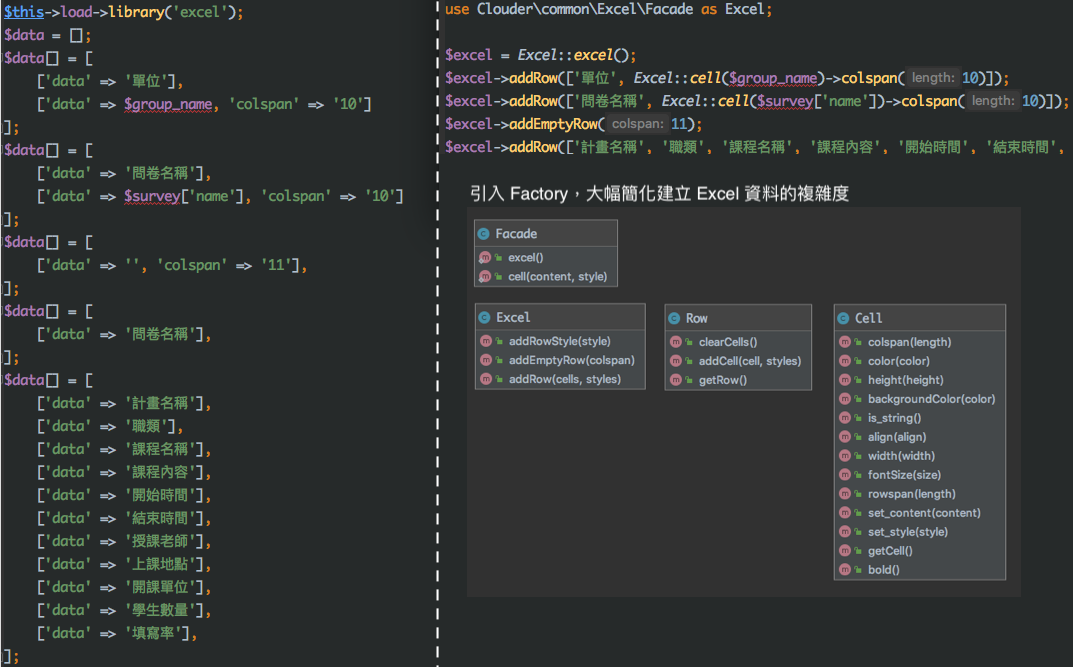 $this->load->library('excel');
$data = [];
$data[] = [
['data' => '單位'],
['data' => $group_name, 'colspan' => '10']
];
$data[] = [
['data' => '問卷名稱'],
['data' => $survey['name'], 'colspan' => '10']
];
$data[] = [
['data' => '', 'colspan' => '11'],
];
$data[] = [
['data' => '問卷名稱'],
];
$data[] = [
['data' => '計畫名稱'],
['data' => '職類'],
['data' => '課程名稱'],
['data' => '課程內容'],
['data' => '開始時間'],
['data' => '結束時間'],
['data' => '授課老師'],
['data' => '上課地點'],
['data' => '開課單位'],
['data' => '學生數量'],
['data' => '填寫率'],
];
use Clouder\common\Excel\Facade as Excel;
$excel = Excel::excel();
$excel->addRow(['單位', Excel::cell($group_name)->colspan( length: 10)]);
$excel->addRow(['問卷名稱', Excel::cell($survey['name'])->colspan( length: 10)]);
$excel->addEmptyRow( colspan: 11);
$excel->addRow(['計畫名稱', '職類', '課程名稱', '課程內容', '開始時間', '結束時間',
引入 Factory，大幅簡化建立 Excel 資料的複雜度
C Facade
m excel()
m cell(content, style)
C Excel
m addRowStyle(style)
m addEmptyRow(colspan)
m addRow(cells, styles)
C Row
m clearCells()
m addCell(cell, styles)
m getRow()
C Cell
m colspan(length)
m color(color)
m height(height)
m backgroundColor(color)
m is_string()
m align(align)
m width(width)
m fontSize(size)
m rowspan(length)
m set_content(content)
m set_style(style)
m getCell()
m bold()